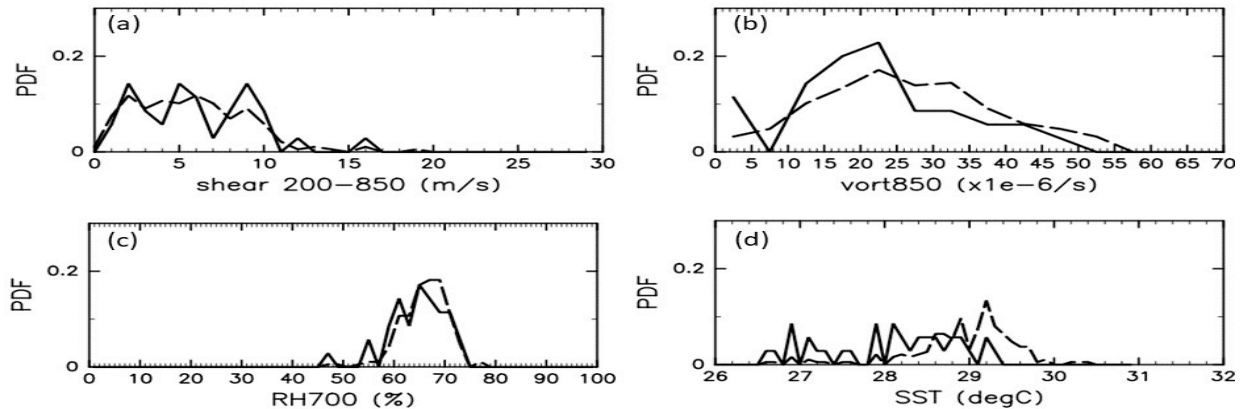 (a)
PDF
0.2
0
0 5 10 15 20 25 30
shear 200−850 (m/s)
(b)
PDF
0.2
0
0 5 10 15 20 25 30 35 40 45 50 55 60 65 70
vort850 (x1e−6/s)
(c)
PDF
0.2
0
0 10 20 30 40 50 60 70 80 90 100
RH700 (%)
(d)
PDF
0.2
0
26 27 28 29 30 31 32
SST (degC)